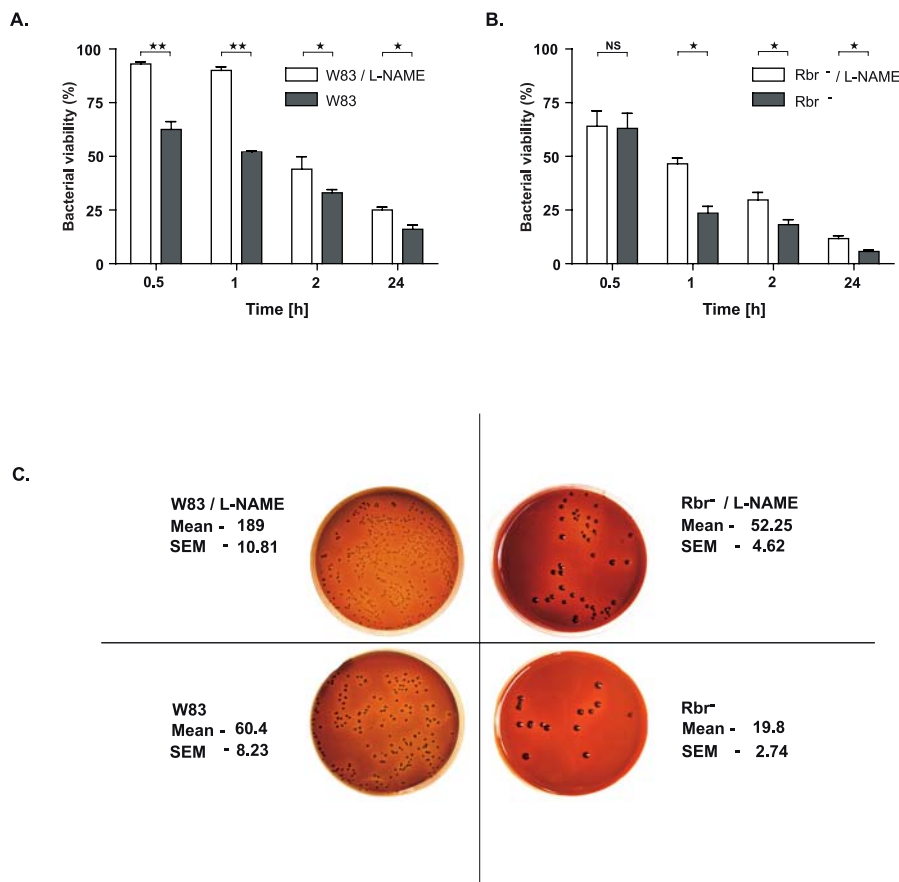 A.
★★ ★★ ★ ★
100
75
50
25
0
Bacterial viability (%)
W83 / L-NAME
W83
0.5 1 2 24
Time [h]
B.
NS ★ ★ ★
100
75
50
25
0
Bacterial viability (%)
Rbr ⁻ / L-NAME
Rbr ⁻
0.5 1 2 24
Time [h]
C.
W83 / L-NAME
Mean - 189
SEM - 10.81
Rbr⁻ / L-NAME
Mean - 52.25
SEM - 4.62
W83
Mean - 60.4
SEM - 8.23
Rbr⁻
Mean - 19.8
SEM - 2.74